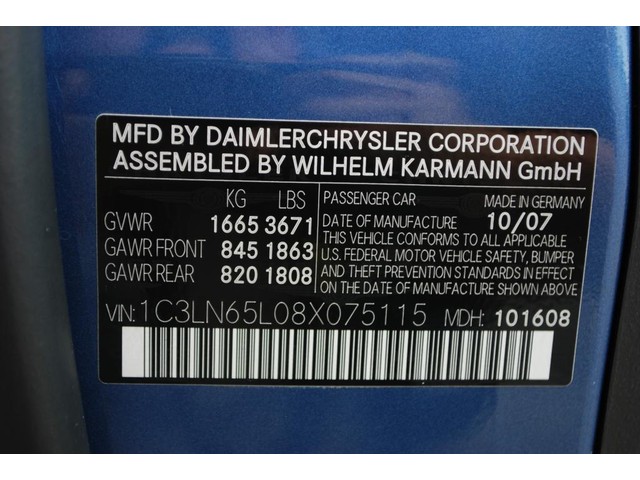 MFD BY DAIMLERCHRYSLER CORPORATION
ASSEMBLED BY WILHELM KARMANN GmbH
KG LBS
GVWR 1665 3671
GAWR FRONT 845 1863
GAWR REAR 820 1808
PASSENGER CAR MADE IN GERMANY
DATE OF MANUFACTURE 10/07
THIS VEHICLE CONFORMS TO ALL APPLICABLE
U.S. FEDERAL MOTOR VEHICLE SAFETY, BUMPER
AND THEFT PREVENTION STANDARDS IN EFFECT
ON THE DATE OF MANUFACTURE SHOWN ABOVE.
VIN: 1C3LN65L08X075115 MDH: 101608